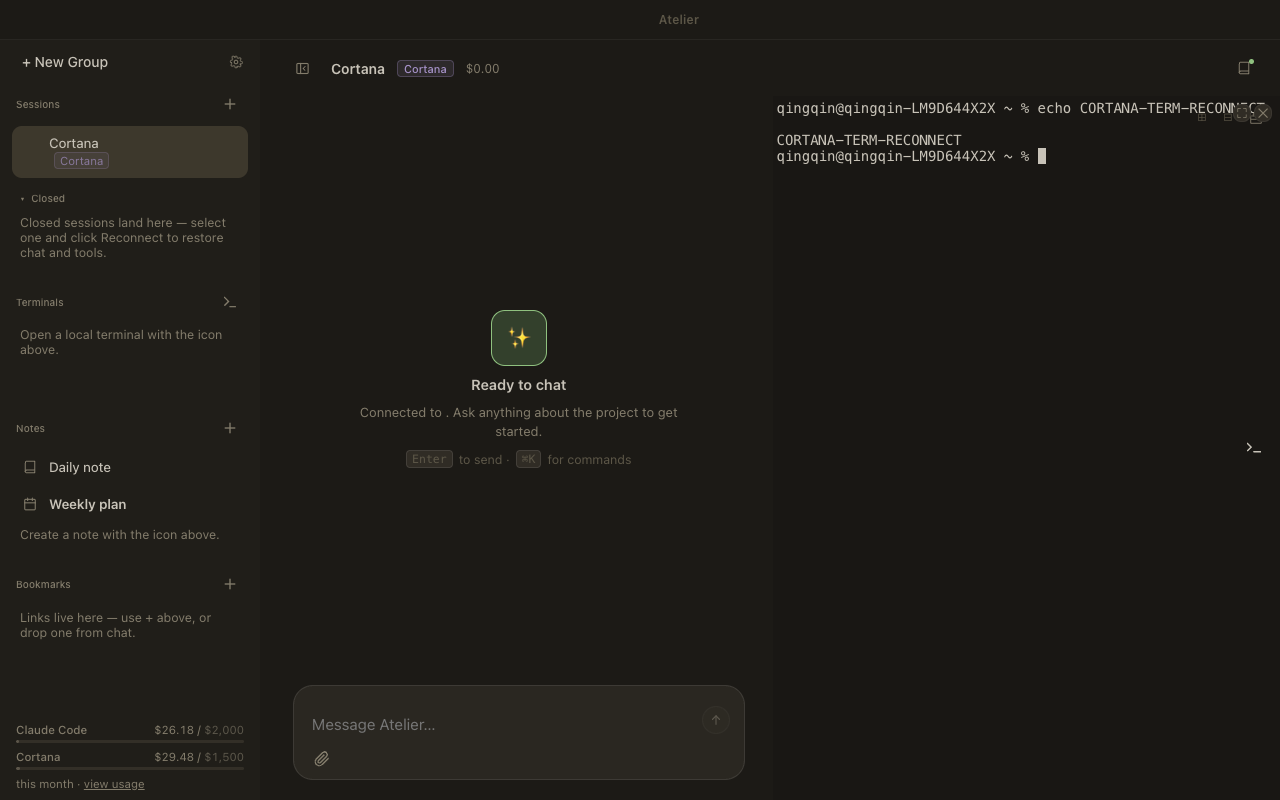 Atelier
+ New Group
Sessions
Cortana
Cortana
Closed
Closed sessions land here — select
one and click Reconnect to restore
chat and tools.
Terminals
Open a local terminal with the icon
above.
Notes
Daily note
Weekly plan
Create a note with the icon above.
Bookmarks
Links live here — use + above, or
drop one from chat.
Claude Code $26.18 / $2,000
Cortana $29.48 / $1,500
this month · view usage
Cortana Cortana $0.00
Ready to chat
Connected to . Ask anything about the project to get
started.
Enter to send · ⌘K for commands
Message Atelier...
qingqin@qingqin-LM9D644X2X ~ % echo CORTANA-TERM-RECONNECT
CORTANA-TERM-RECONNECT
qingqin@qingqin-LM9D644X2X ~ %